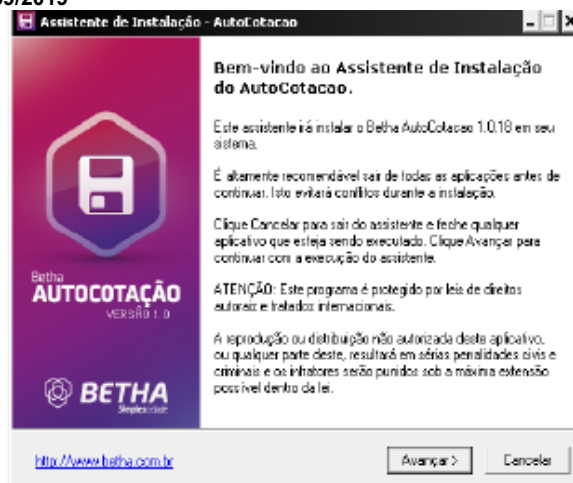 Assistente de Instalação - AutoCotacao
Bem-vindo ao Assistente de Instalação
do AutoCotacao.
Este assistente irá instalar o Betha AutoCotacao 1.0.18 em seu
sistema.
É altamente recomendável sair de todas as aplicações antes de
continuar. Isto evitará conflitos durante a instalação.
Clique Cancelar para sair do assistente e feche qualquer
aplicativo que esteja sendo executado. Clique Avançar para
continuar com a execução do assistente.
ATENÇÃO: Este programa é protegido por leis de direitos
autorais e tratados internacionais.
A reprodução ou distribuição não autorizada deste aplicativo,
ou qualquer parte deste, resultará em sérias penalidades civis e
criminais e os infratores serão punidos sob a máxima extensão
possível dentro da lei.
Betha
AUTOCOTAÇÃO
VERSÃO 1.0
BETHA
http://www.betha.com.br
Avançar >
Cancelar